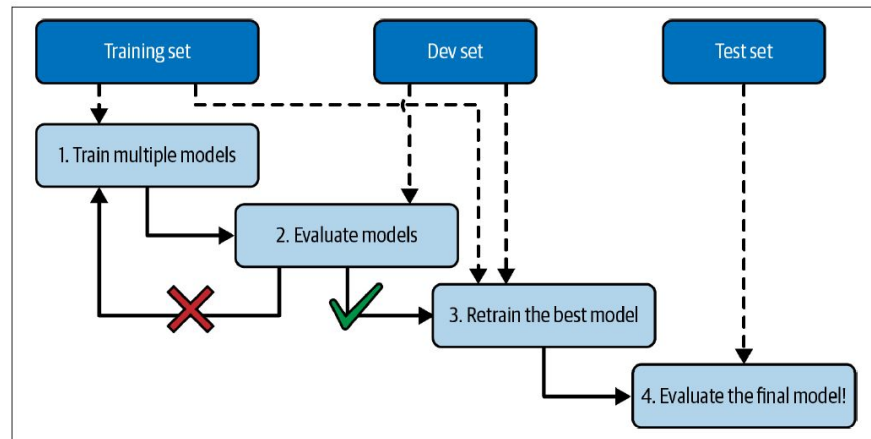 Training set
Dev set
Test set
1. Train multiple models
2. Evaluate models
3. Retrain the best model
4. Evaluate the final model!